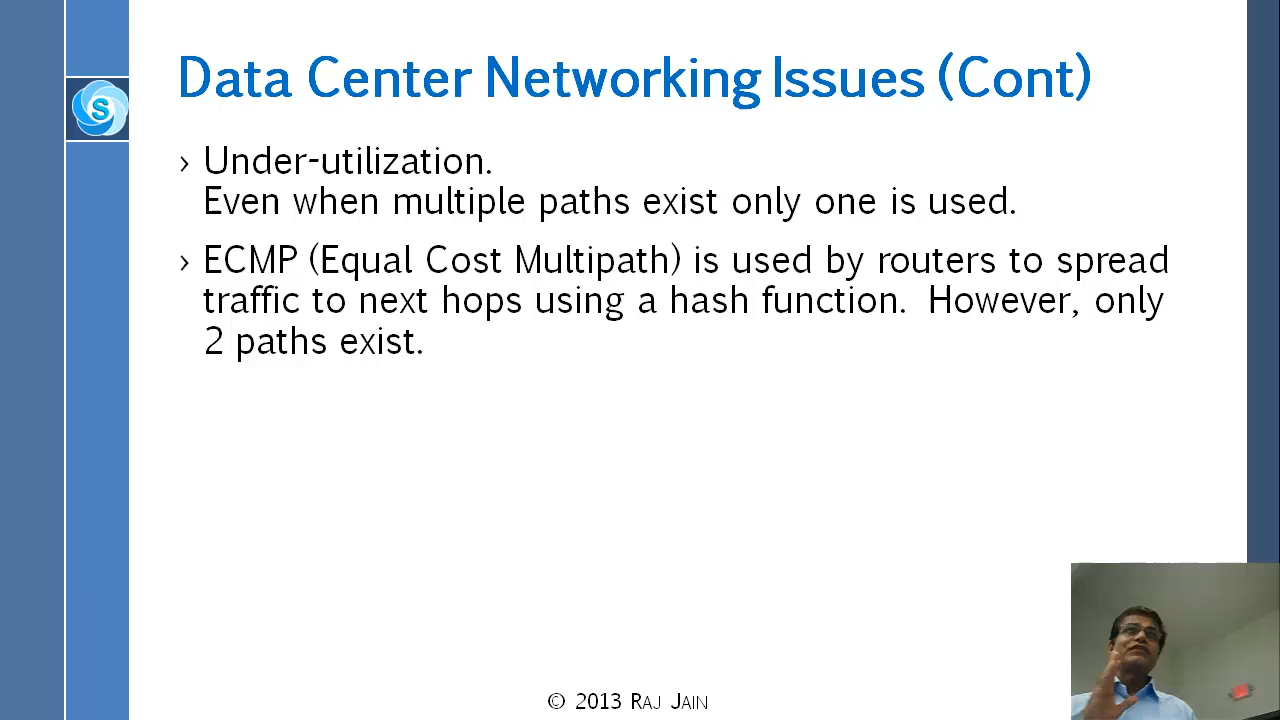 Data Center Networking Issues (Cont)
S
› Under-utilization.
Even when multiple paths exist only one is used.
› ECMP (Equal Cost Multipath) is used by routers to spread
traffic to next hops using a hash function. However, only
2 paths exist.
© 2013 RAJ JAIN